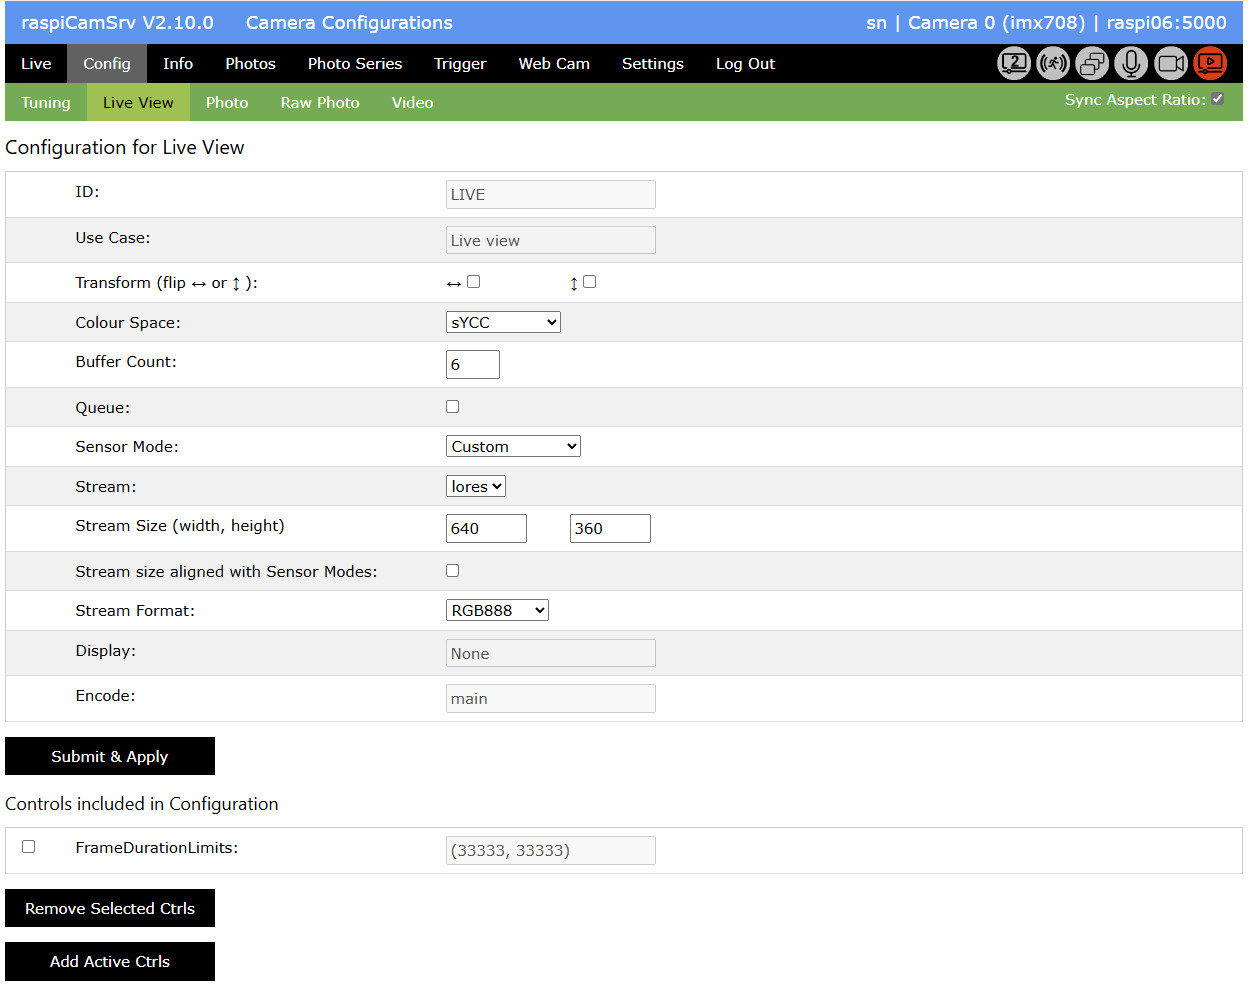 raspiCamSrv V2.10.0 Camera Configurations sn | Camera 0 (imx708) | raspi06:5000
Live Config Info Photos Photo Series Trigger Web Cam Settings Log Out 2
Tuning Live View Photo Raw Photo Video Sync Aspect Ratio:
Configuration for Live View
ID: LIVE
Use Case: Live view
Transform (flip ↔ or ↕ ): ↔ ↕
Colour Space: sYCC
Buffer Count: 6
Queue:
Sensor Mode: Custom
Stream: lores
Stream Size (width, height) 640 360
Stream size aligned with Sensor Modes:
Stream Format: RGB888
Display: None
Encode: main
Submit & Apply
Controls included in Configuration
FrameDurationLimits: (33333, 33333)
Remove Selected Ctrls
Add Active Ctrls